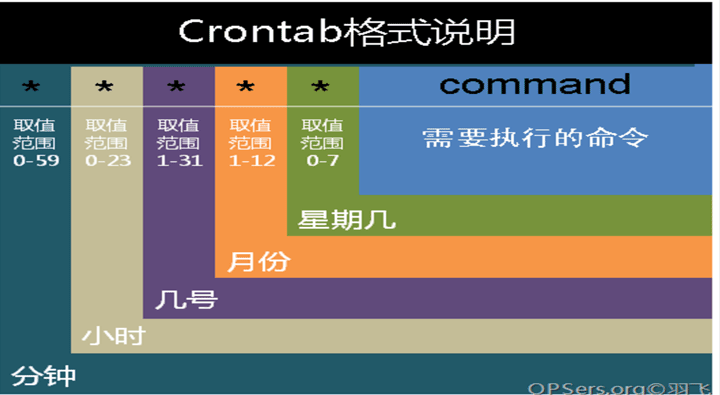 Crontab格式说明
* * * * * command
取值范围0-59 取值范围0-23 取值范围1-31 取值范围1-12 取值范围0-7 需要执行的命令
星期几
月份
几号
小时
分钟
OPSers.org©羽飞